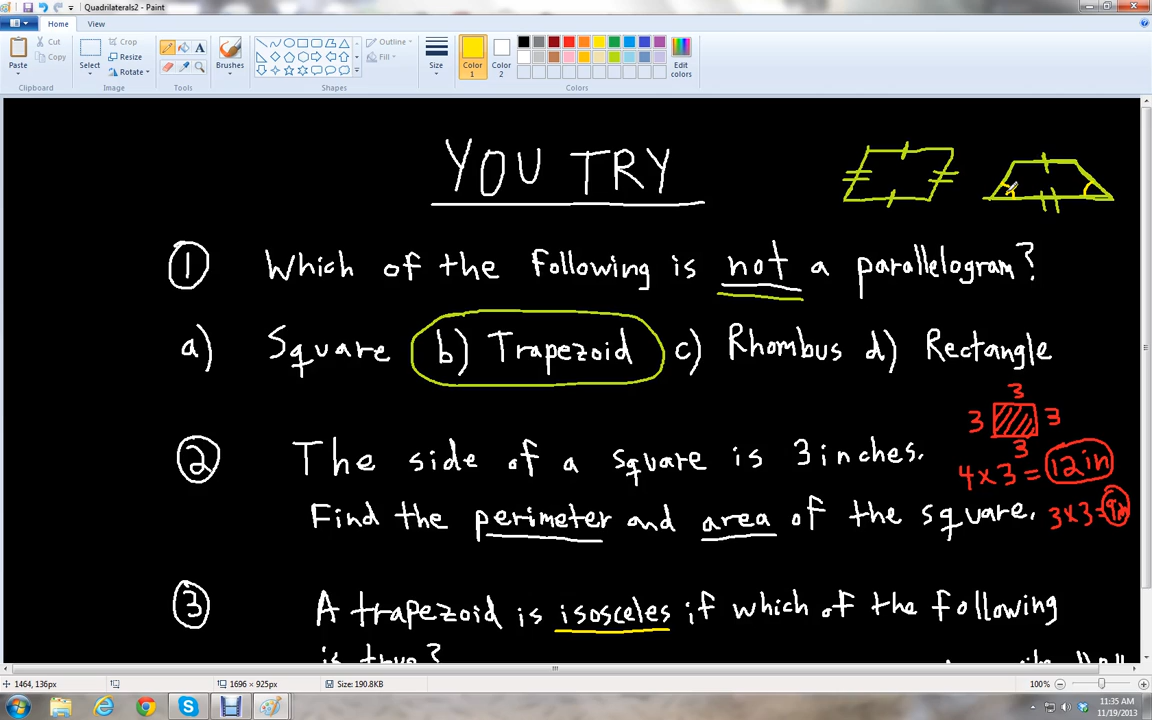 Quadrilaterals2 - Paint
Home View
Paste
Cut
Copy
Clipboard
Select
Crop
Resize
Rotate
Image
Tools
Brushes
Outline
Fill
Shapes
Size
Color 1
Color 2
Edit colors
Colors
YOU TRY
① Which of the following is not a parallelogram?
a) Square b) Trapezoid c) Rhombus d) Rectangle
3
3 3
3
② The side of a square is 3 inches.
4 x 3 = 12 in
Find the perimeter and area of the square.
3 x 3 =
③ A trapezoid is isosceles if which of the following
is true?
1464, 136px
1696 × 925px
Size: 190.8KB
100%
11:35 AM
11/19/2013